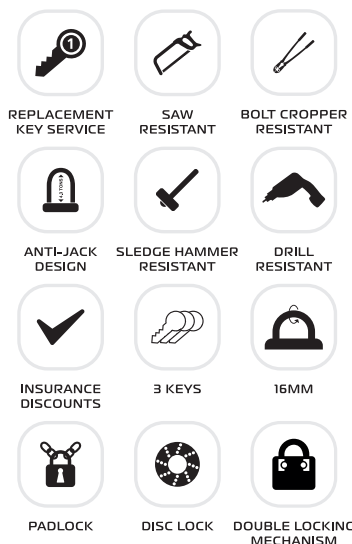 1
REPLACEMENT
KEY SERVICE
SAW
RESISTANT
BOLT CROPPER
RESISTANT
ANTI-JACK
DESIGN
SLEDGE HAMMER
RESISTANT
DRILL
RESISTANT
INSURANCE
DISCOUNTS
3 KEYS
16MM
PADLOCK
DISC LOCK
DOUBLE LOCKING
MECHANISM